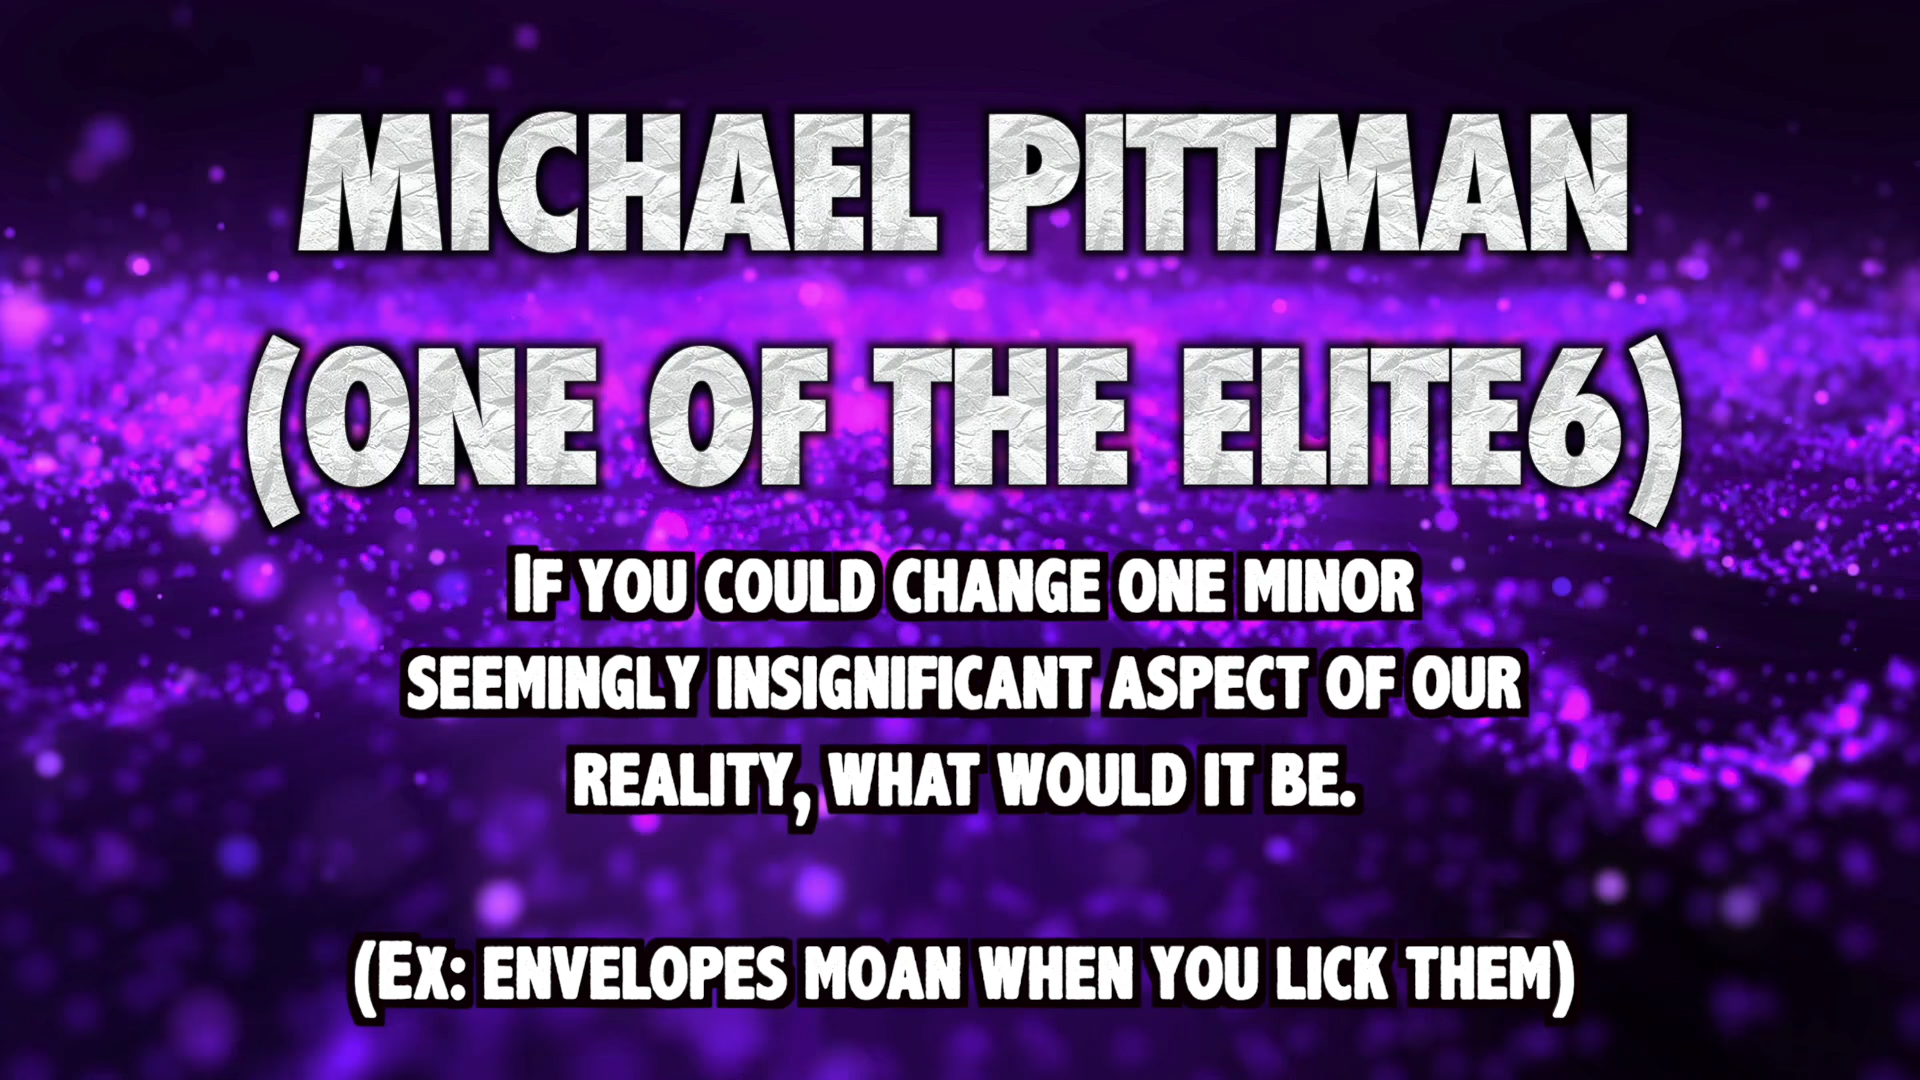 MICHAEL PITTMAN
(ONE OF THE ELITE6)
IF YOU COULD CHANGE ONE MINOR
SEEMINGLY INSIGNIFICANT ASPECT OF OUR
REALITY, WHAT WOULD IT BE.
(EX: ENVELOPES MOAN WHEN YOU LICK THEM)